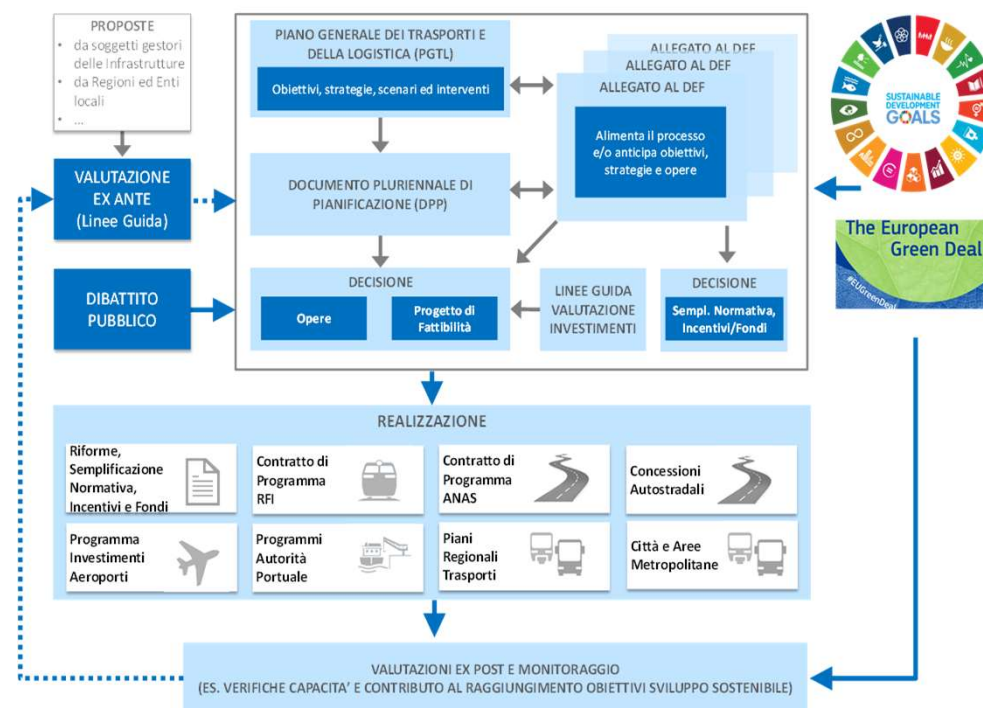 PROPOSTE
• da soggetti gestori
delle Infrastrutture
• da Regioni ed Enti
locali
• ...
VALUTAZIONE
EX ANTE
(Linee Guida)
DIBATTITO
PUBBLICO
PIANO GENERALE DEI TRASPORTI E
DELLA LOGISTICA (PGTL)
Obiettivi, strategie, scenari ed interventi
DOCUMENTO PLURIENNALE DI
PIANIFICAZIONE (DPP)
ALLEGATO AL DEF
ALLEGATO AL DEF
ALLEGATO AL DEF
Alimenta il processo
e/o anticipa obiettivi,
strategie e opere
DECISIONE
Opere
Progetto di
Fattibilità
LINEE GUIDA
VALUTAZIONE
INVESTIMENTI
DECISIONE
Sempl. Normativa,
Incentivi/Fondi
SUSTAINABLE
DEVELOPMENT
GOALS
The European
Green Deal
#EUGreenDeal
REALIZZAZIONE
Riforme,
Semplificazione
Normativa,
Incentivi e Fondi
Contratto di
Programma
RFI
Contratto di
Programma
ANAS
Concessioni
Autostradali
Programma
Investimenti
Aeroporti
Programmi
Autorità
Portuale
Piani
Regionali
Trasporti
Città e Aree
Metropolitane
VALUTAZIONI EX POST E MONITORAGGIO
(ES. VERIFICHE CAPACITA' E CONTRIBUTO AL RAGGIUNGIMENTO OBIETTIVI SVILUPPO SOSTENIBILE)